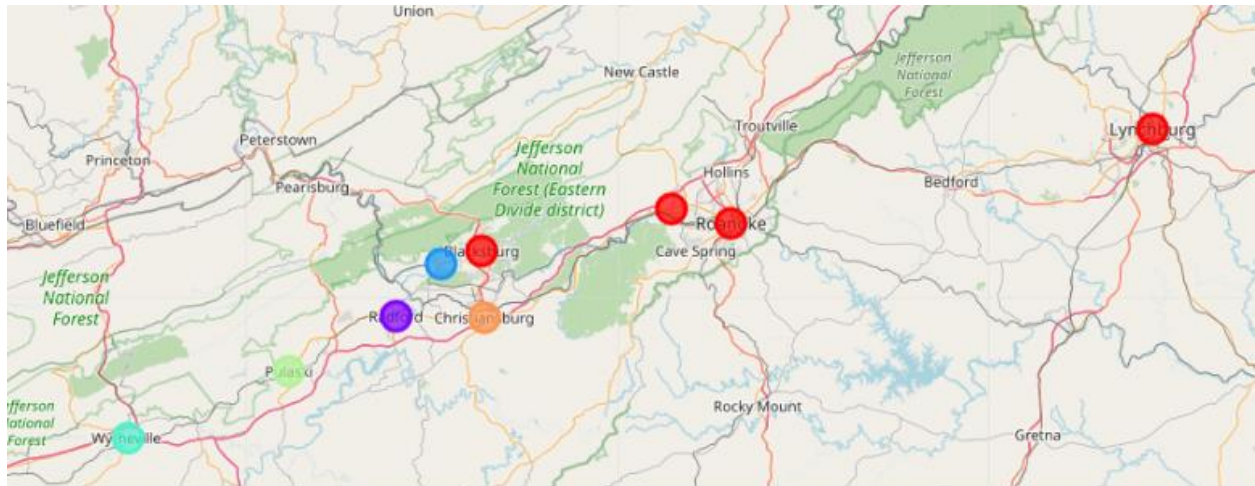 Union
New Castle
Jefferson
National
Forest
Troutville
Lynchburg
Peterstown
Princeton
Jefferson
National
Forest (Eastern
Divide district)
Hollins
Pearisburg
Bedford
Bluefield
Roanoke
Cave Spring
Blacksburg
Jefferson
National
Forest
Radford
Christiansburg
Pulaski
Rocky Mount
Jefferson
National
Forest
Wytheville
Gretna